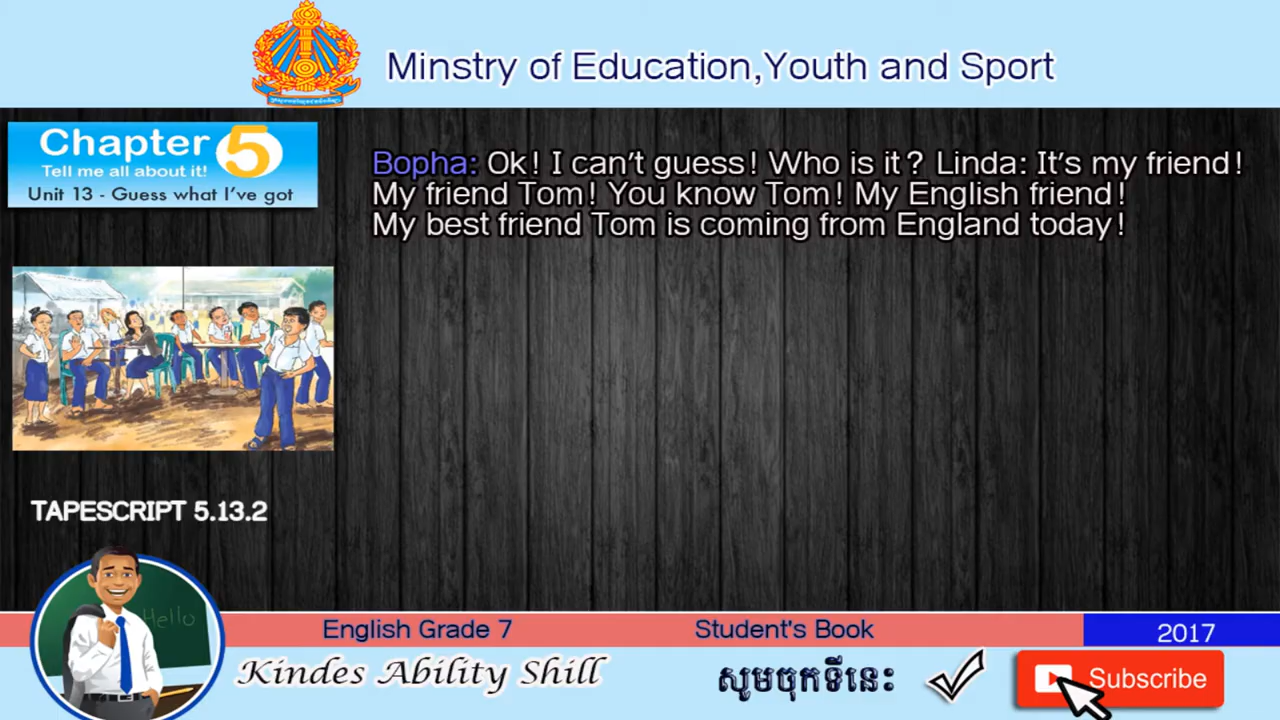 Minstry of Education,Youth and Sport
Chapter 5
Tell me all about it!
Unit 13 - Guess what I've got
Bopha: Ok! I can't guess! Who is it? Linda: It's my friend!
My friend Tom! You know Tom! My English friend!
My best friend Tom is coming from England today!
TAPESCRIPT 5.13.2
Hello
English Grade 7
Student's Book
2017
Kindes Ability Shill
សូមចុកទីនេះ
Subscribe